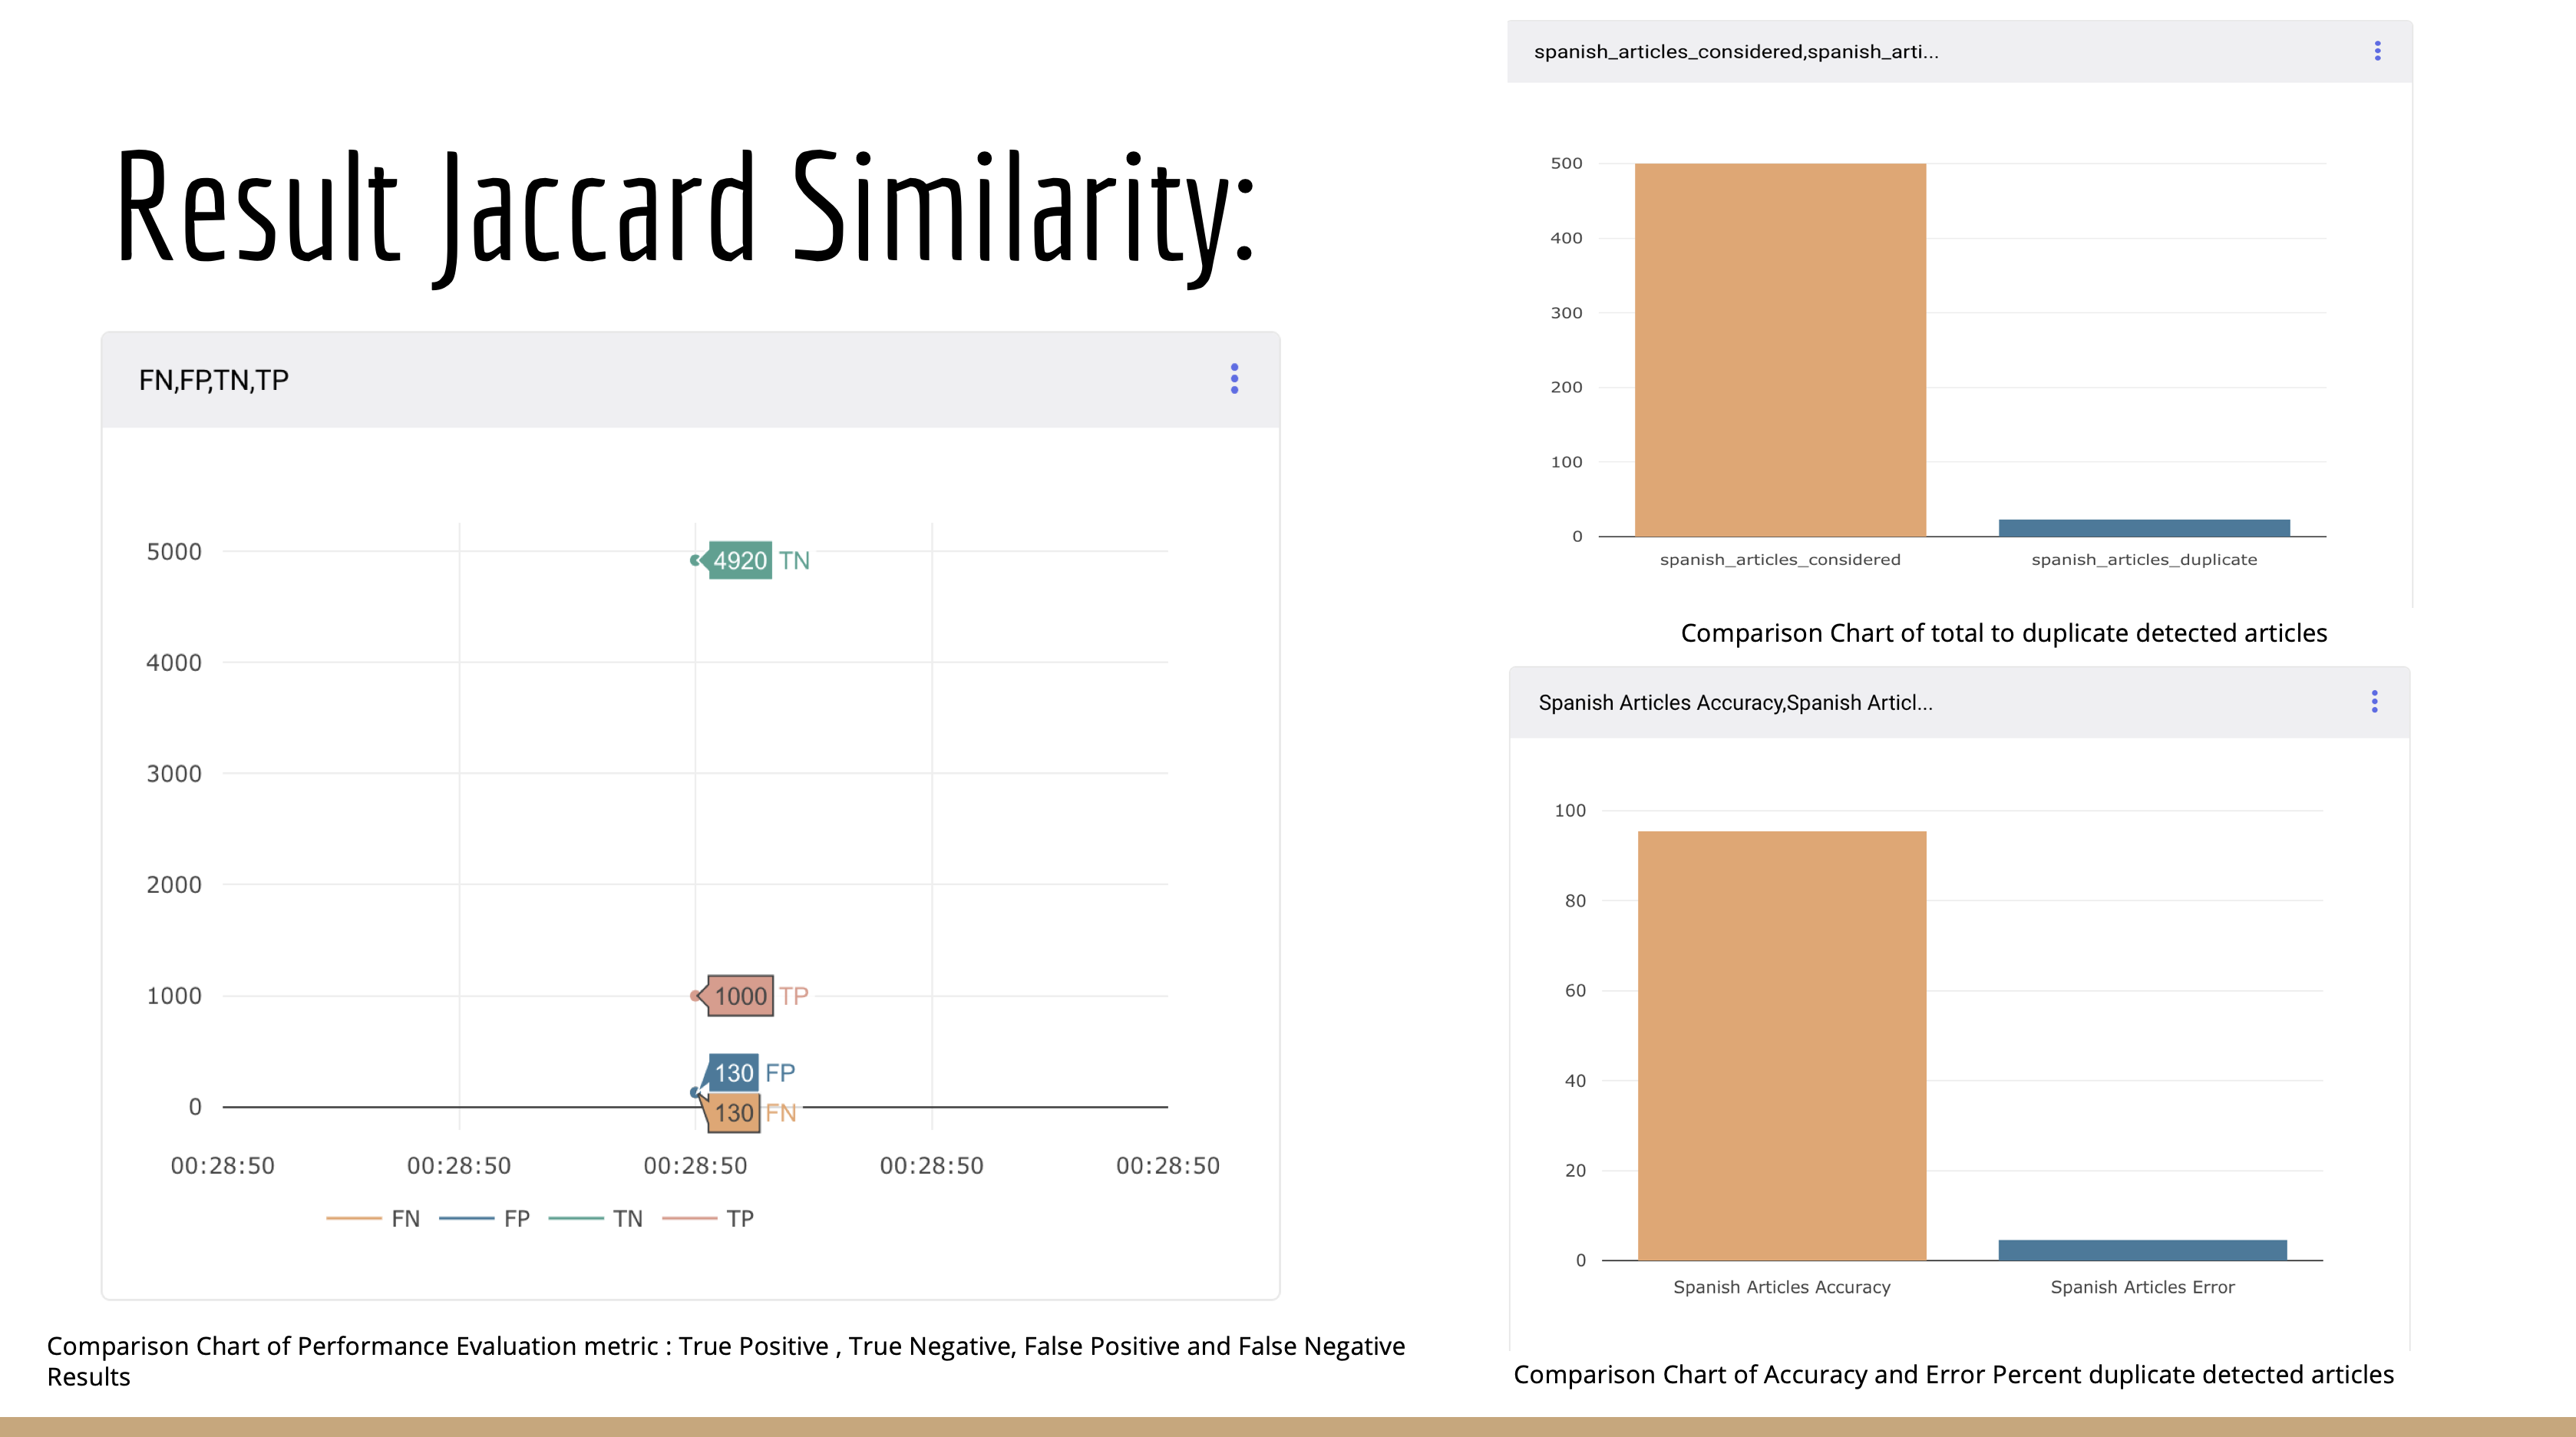 Result Jaccard Similarity:
FN,FP,TN,TP
5000
4000
3000
2000
1000
0
4920 TN
1000 TP
130 FP
130 FN
00:28:50 00:28:50 00:28:50 00:28:50 00:28:50
FN FP TN TP
Comparison Chart of Performance Evaluation metric : True Positive , True Negative, False Positive and False Negative
Results
spanish_articles_considered,spanish_arti...
500
400
300
200
100
0
spanish_articles_considered spanish_articles_duplicate
Comparison Chart of total to duplicate detected articles
Spanish Articles Accuracy,Spanish Articl...
100
80
60
40
20
0
Spanish Articles Accuracy Spanish Articles Error
Comparison Chart of Accuracy and Error Percent duplicate detected articles